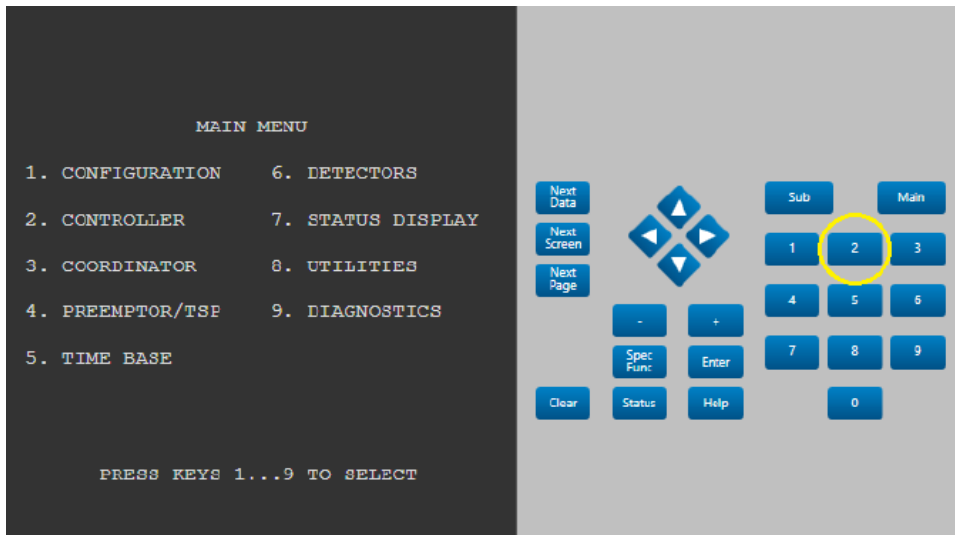 MAIN MENU
1. CONFIGURATION 6. DETECTORS
2. CONTROLLER 7. STATUS DISPLAY
3. COORDINATOR 8. UTILITIES
4. PREEMPTOR/TSP 9. DIAGNOSTICS
5. TIME BASE
PRESS KEYS 1...9 TO SELECT
Next
Data
Next
Screen
Next
Page
- +
Spec
Func
Enter
Clear Status Help
Sub Main
1 2 3
4 5 6
7 8 9
0